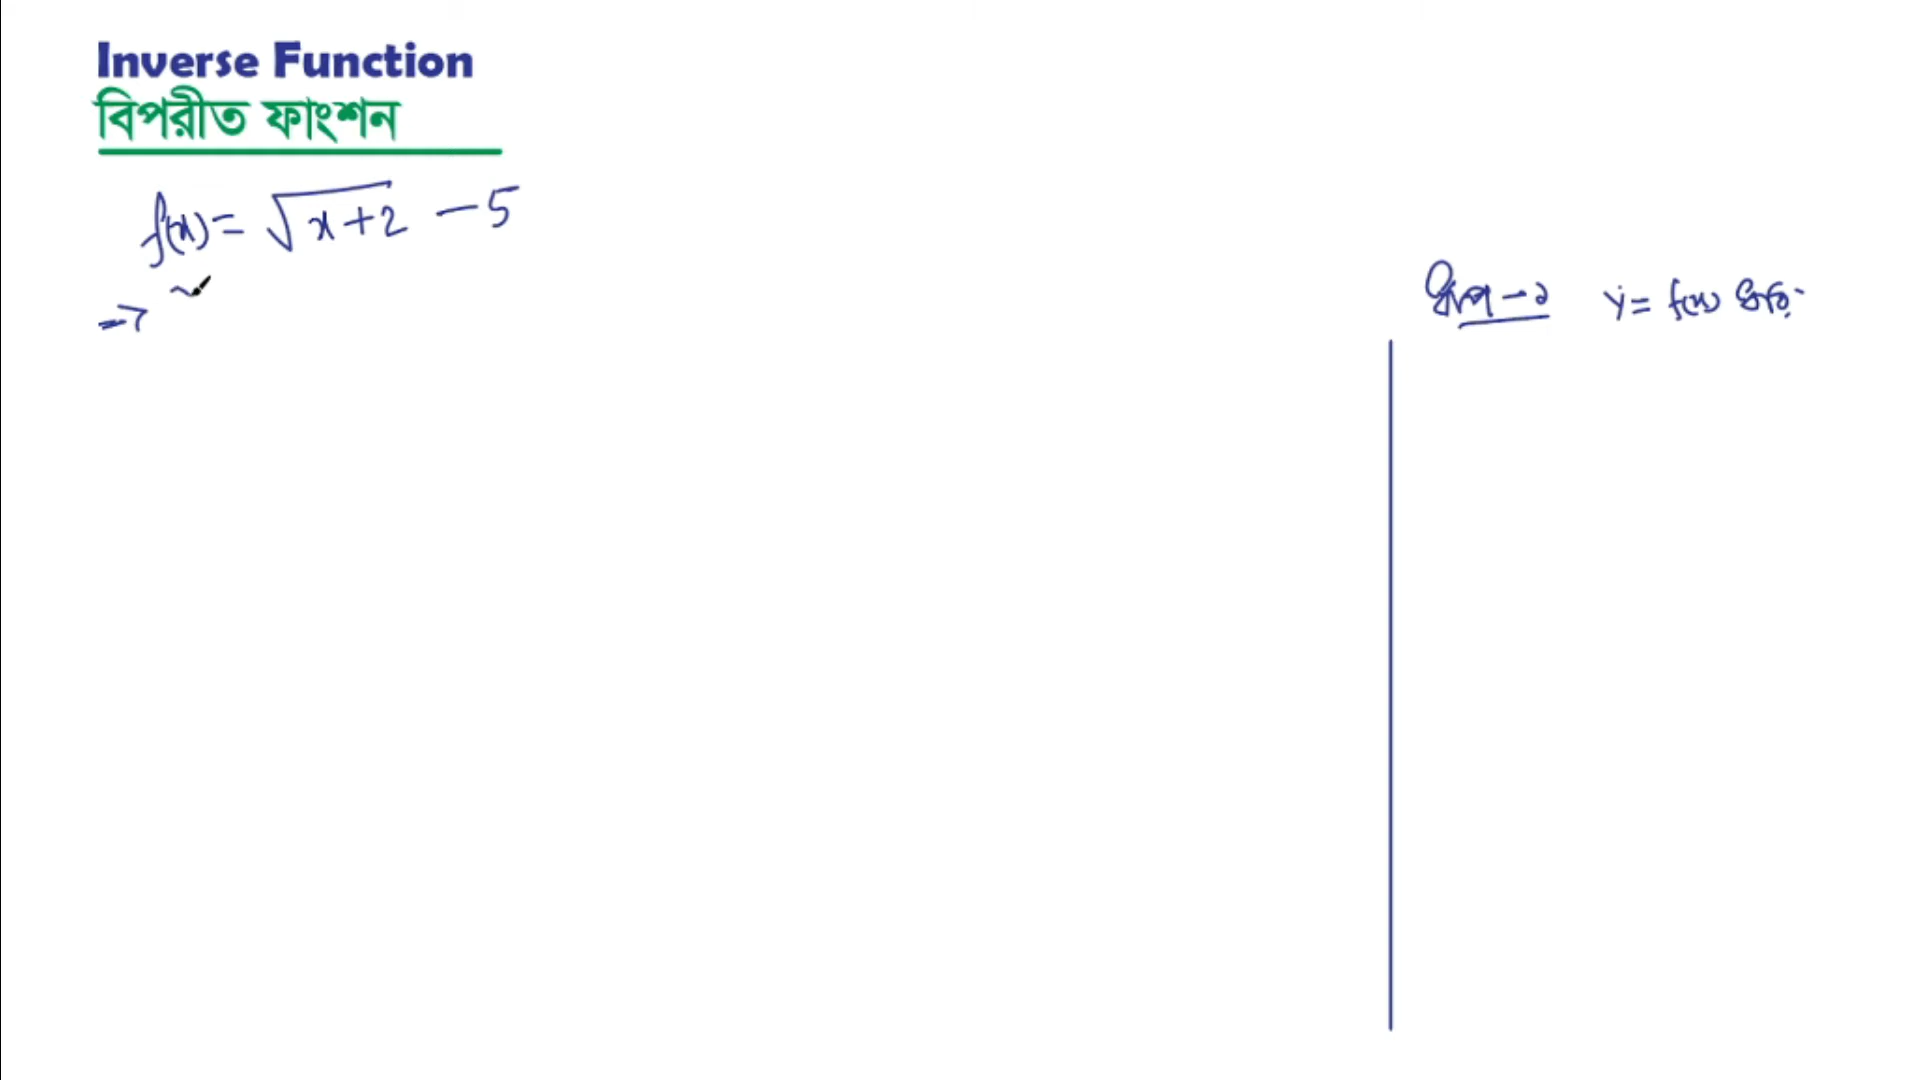 Inverse Function
বিপরীত ফাংশন
f(x) = √x+2 − 5
→
ধাপ − ১ y = f(x) ধরি